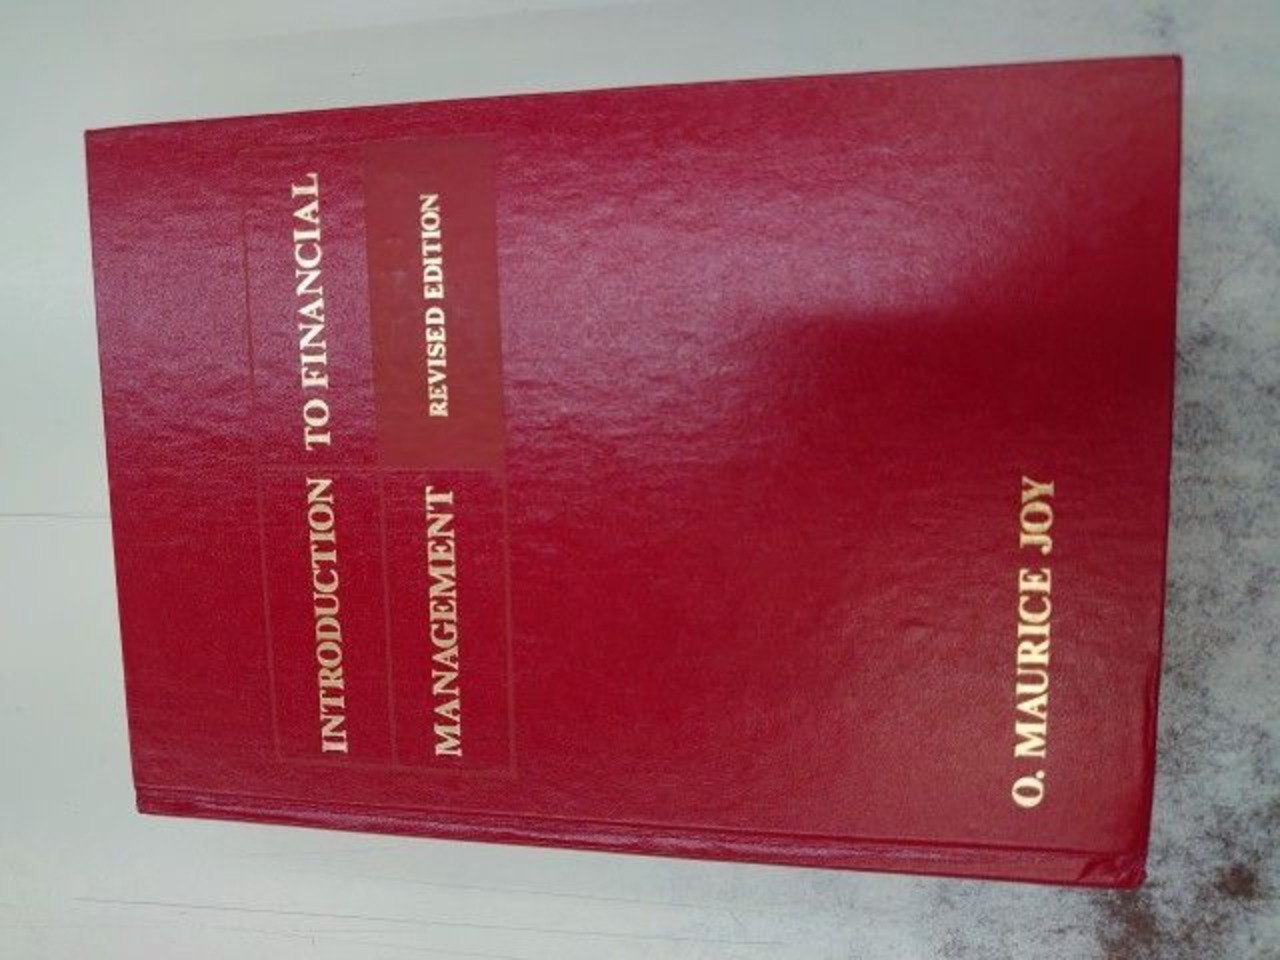 INTRODUCTION TO FINANCIAL
MANAGEMENT REVISED EDITION
O. MAURICE JOY